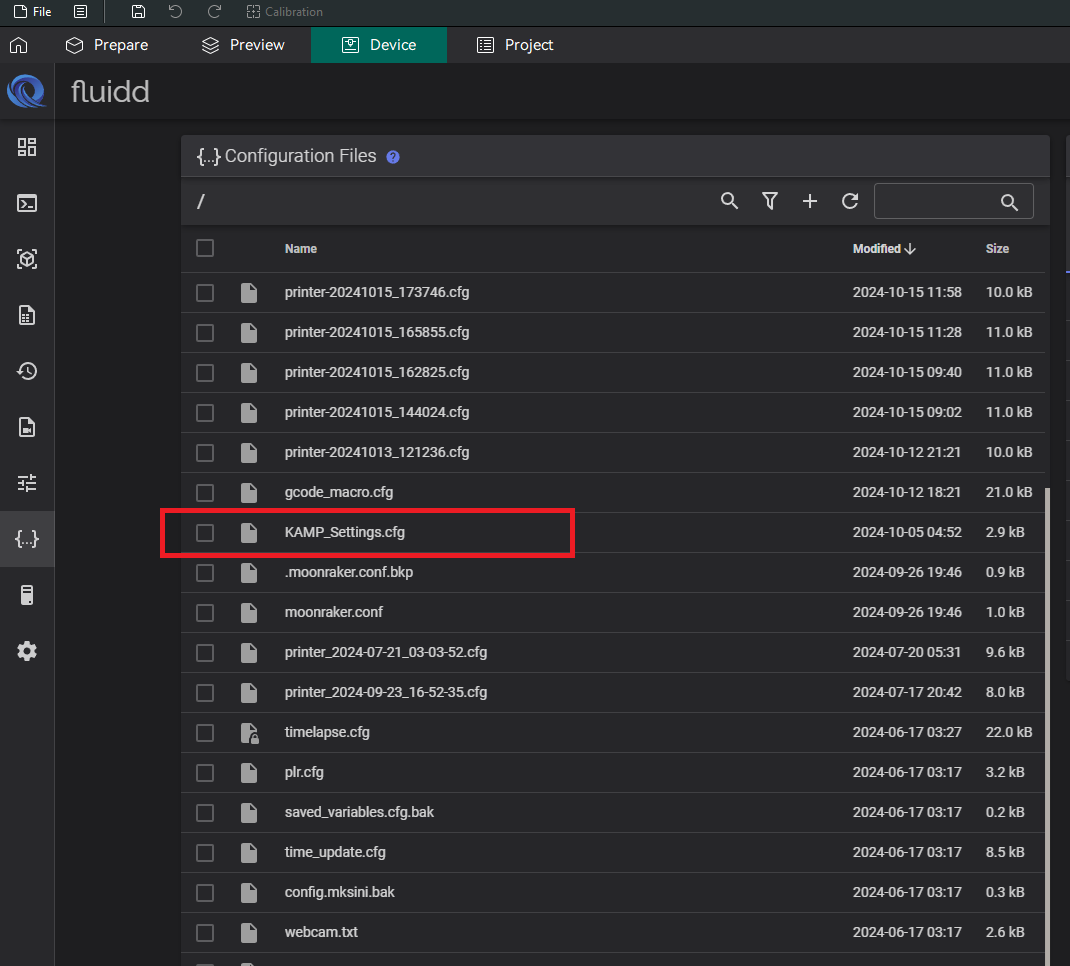 File Calibration
Prepare Preview Device Project
fluidd
{...} Configuration Files ?
/
Name Modified Size
printer-20241015_173746.cfg 2024-10-15 11:58 10.0 kB
printer-20241015_165855.cfg 2024-10-15 11:28 11.0 kB
printer-20241015_162825.cfg 2024-10-15 09:40 11.0 kB
printer-20241015_144024.cfg 2024-10-15 09:02 11.0 kB
printer-20241013_121236.cfg 2024-10-12 21:21 10.0 kB
gcode_macro.cfg 2024-10-12 18:21 21.0 kB
KAMP_Settings.cfg 2024-10-05 04:52 2.9 kB
.moonraker.conf.bkp 2024-09-26 19:46 0.9 kB
moonraker.conf 2024-09-26 19:46 1.0 kB
printer_2024-07-21_03-03-52.cfg 2024-07-20 05:31 9.6 kB
printer_2024-09-23_16-52-35.cfg 2024-07-17 20:42 8.0 kB
timelapse.cfg 2024-06-17 03:27 22.0 kB
plr.cfg 2024-06-17 03:17 3.2 kB
saved_variables.cfg.bak 2024-06-17 03:17 0.2 kB
time_update.cfg 2024-06-17 03:17 8.5 kB
config.mksini.bak 2024-06-17 03:17 0.3 kB
webcam.txt 2024-06-17 03:17 2.6 kB